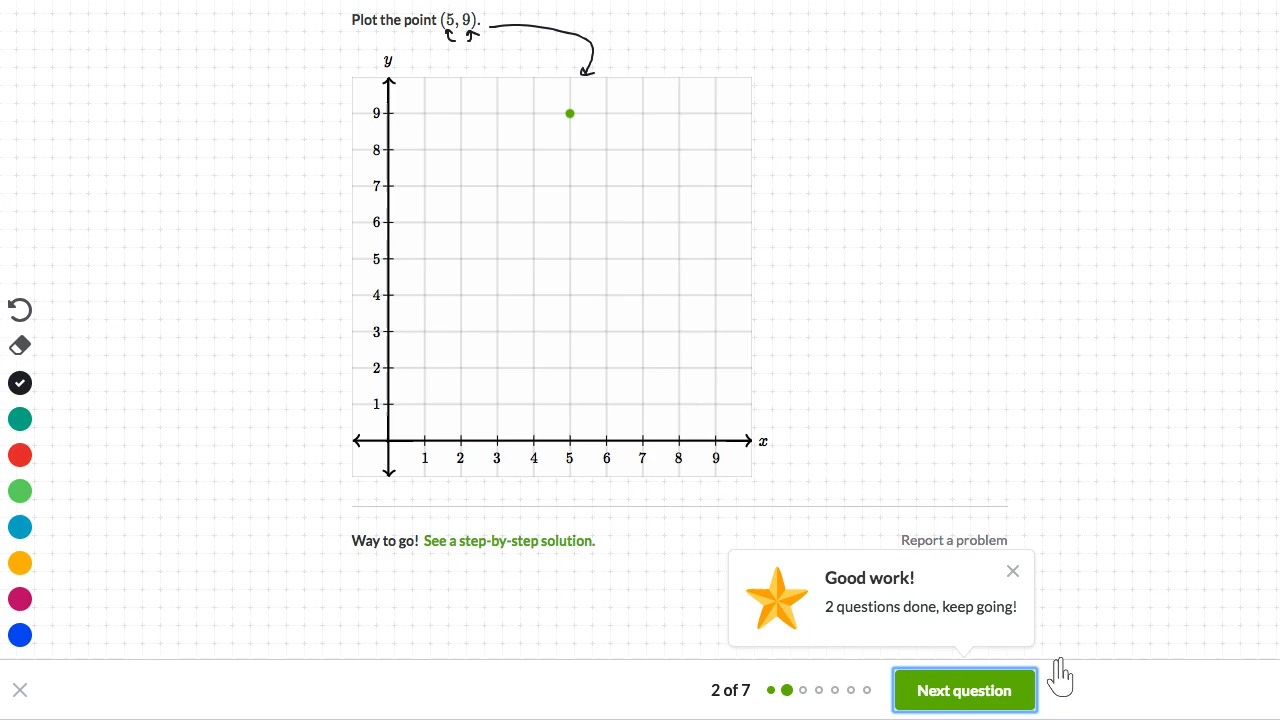 Plot the point (5, 9).
y
9
8
7
6
5
4
3
2
1
x
1 2 3 4 5 6 7 8 9
Way to go! See a step-by-step solution.
Report a problem
Good work!
2 questions done, keep going!
2 of 7
Next question